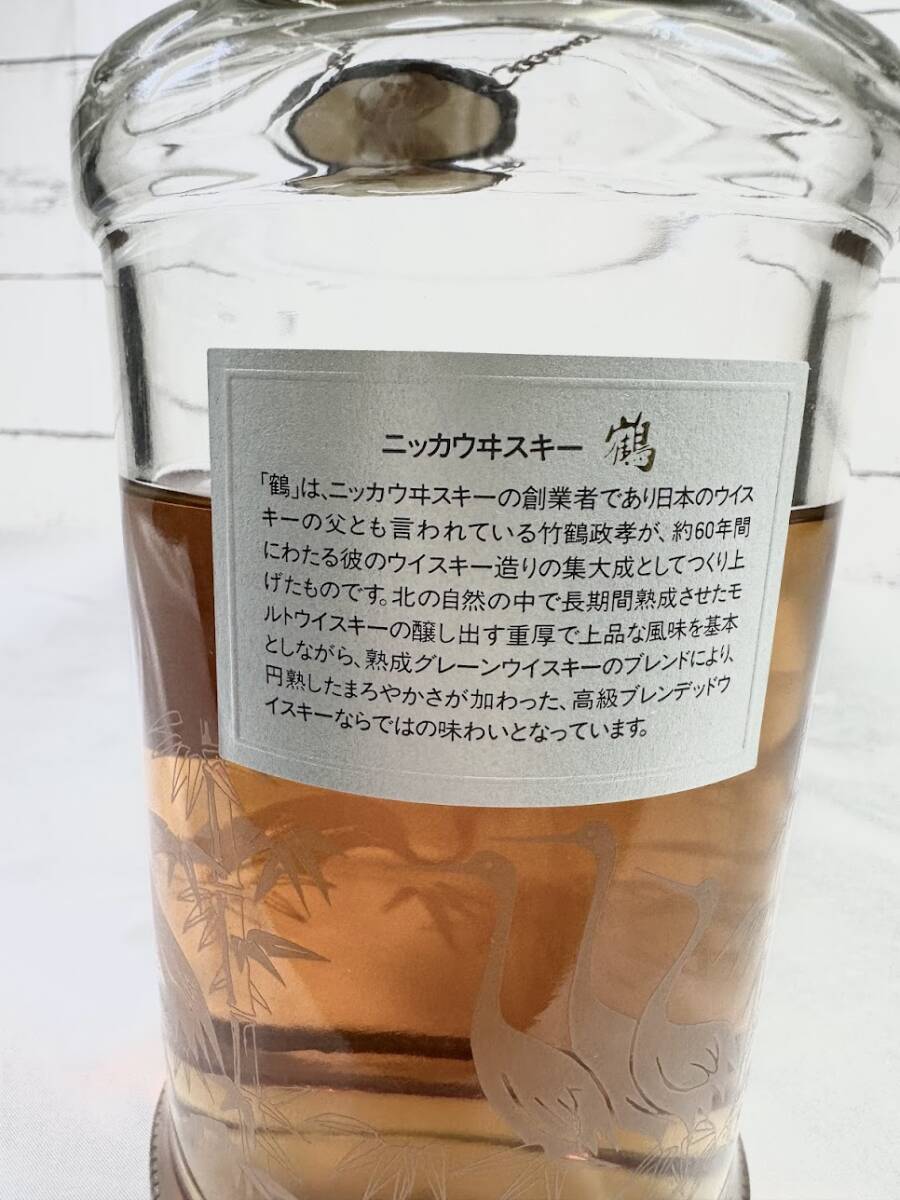 ニッカウヰスキー 鶴
「鶴」は、ニッカウヰスキーの創業者であり日本のウイス
キーの父とも言われている竹鶴政孝が、約60年間
にわたる彼のウイスキー造りの集大成としてつくり上
げたものです。北の自然の中で長期間熟成させたモ
ルトウイスキーの醸し出す重厚で上品な風味を基本
としながら、熟成グレーンウイスキーのブレンドにより、
円熟したまろやかさが加わった、高級ブレンデッドウ
イスキーならではの味わいとなっています。